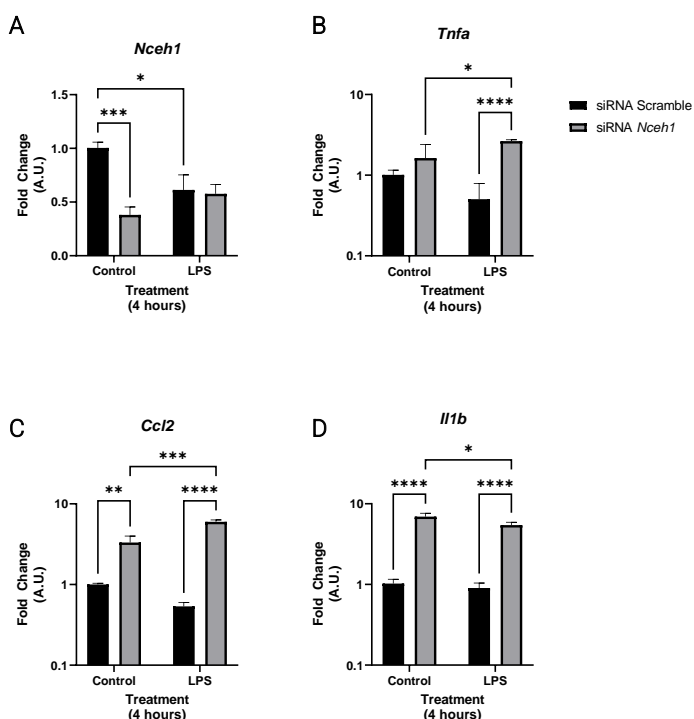 A
Nceh1
Fold Change
(A.U.)
1.5
1.0
0.5
0.0
*
***
Control
LPS
Treatment
(4 hours)
B
Tnfa
Fold Change
(A.U.)
10
1
0.1
*
****
Control
LPS
Treatment
(4 hours)
siRNA Scramble
siRNA Nceh1
C
Ccl2
Fold Change
(A.U.)
10
1
0.1
***
**
****
Control
LPS
Treatment
(4 hours)
D
Il1b
Fold Change
(A.U.)
10
1
0.1
*
****
****
Control
LPS
Treatment
(4 hours)